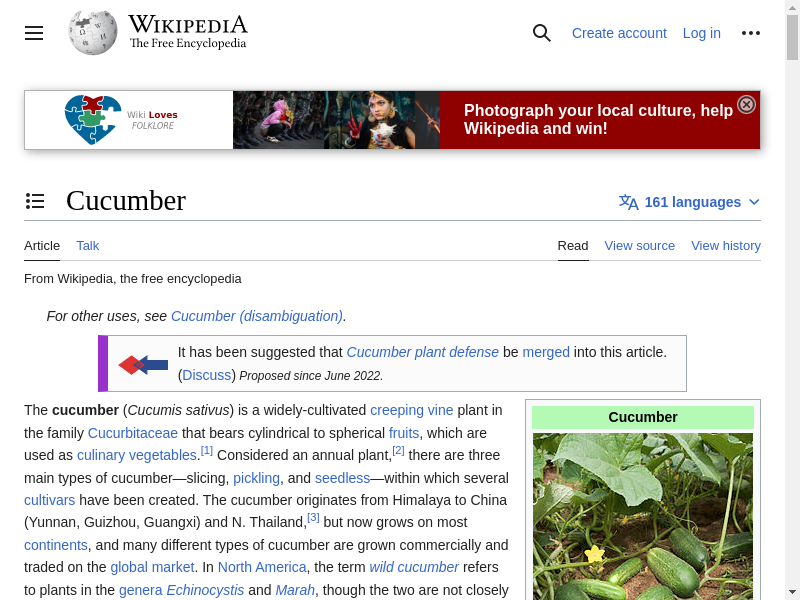 WIKIPEDIA
The Free Encyclopedia
Create account
Log in
Wiki Loves
FOLKLORE
Photograph your local culture, help
Wikipedia and win!
Cucumber
161 languages
Article
Talk
Read
View source
View history
From Wikipedia, the free encyclopedia
For other uses, see Cucumber (disambiguation).
It has been suggested that Cucumber plant defense be merged into this article.
(Discuss) Proposed since June 2022.
The cucumber (Cucumis sativus) is a widely-cultivated creeping vine plant in
the family Cucurbitaceae that bears cylindrical to spherical fruits, which are
used as culinary vegetables.[1] Considered an annual plant,[2] there are three
main types of cucumber—slicing, pickling, and seedless—within which several
cultivars have been created. The cucumber originates from Himalaya to China
(Yunnan, Guizhou, Guangxi) and N. Thailand,[3] but now grows on most
continents, and many different types of cucumber are grown commercially and
traded on the global market. In North America, the term wild cucumber refers
to plants in the genera Echinocystis and Marah, though the two are not closely
Cucumber